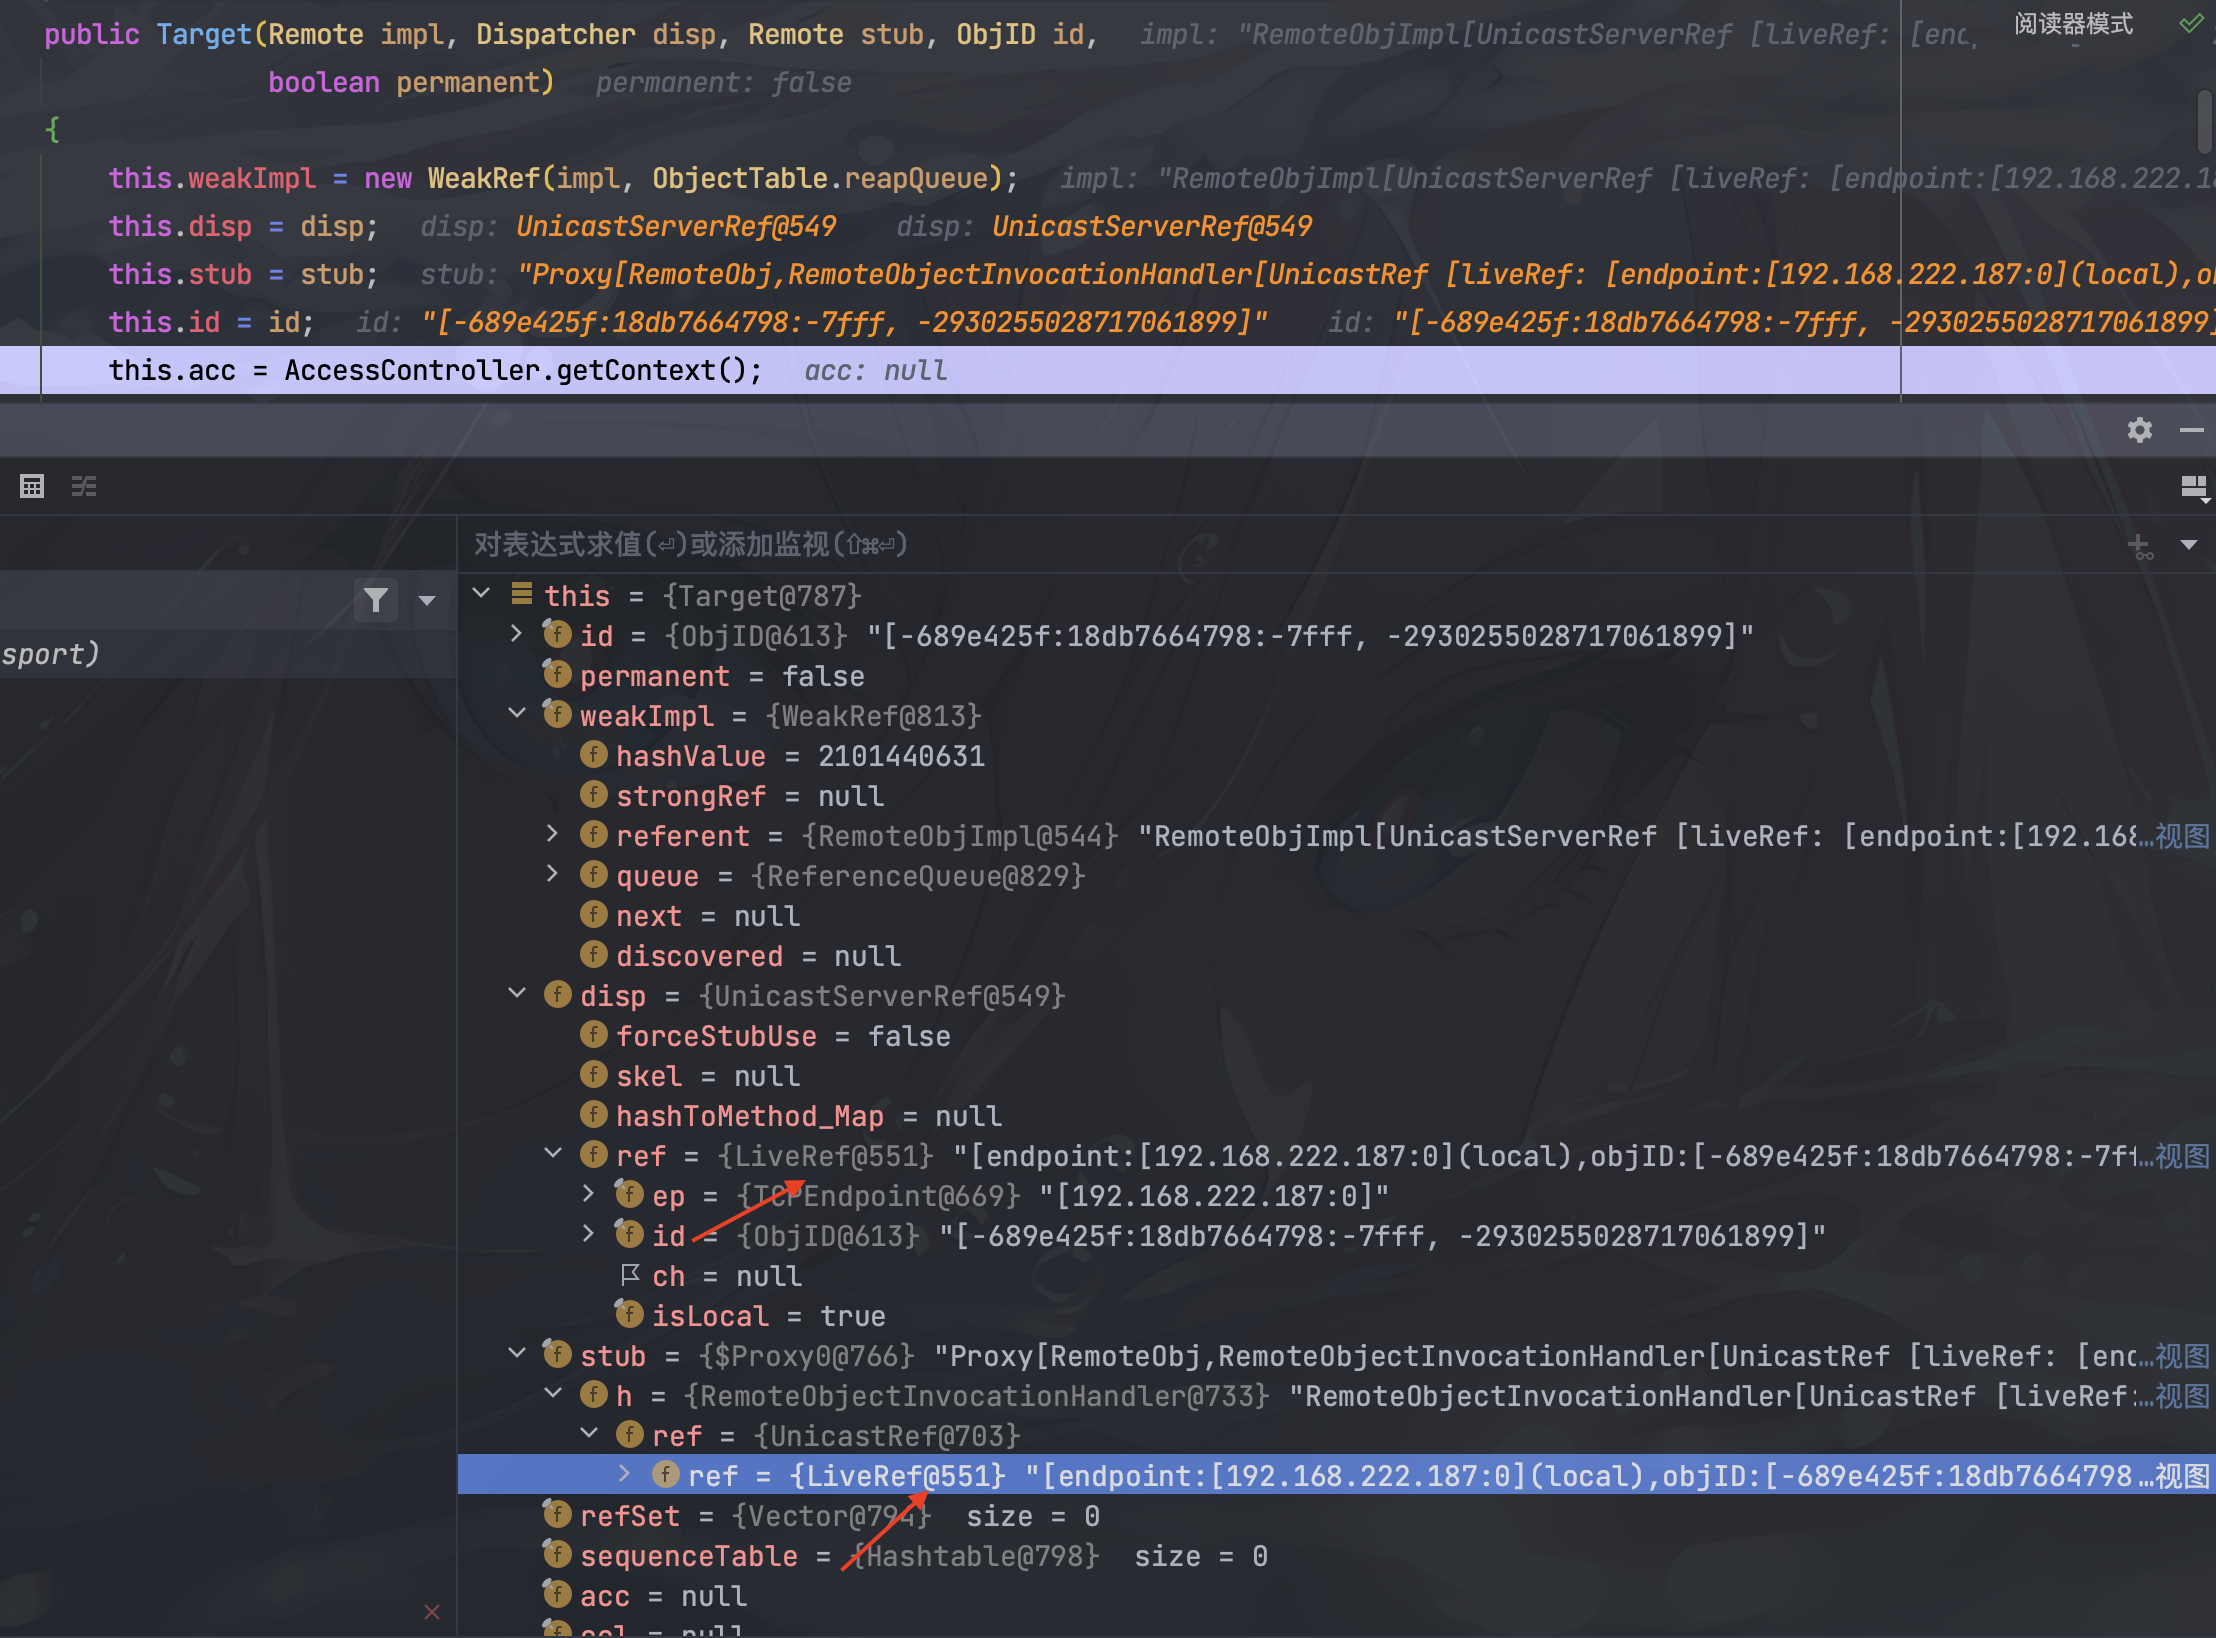 public Target(Remote impl, Dispatcher disp, Remote stub, ObjID id,   impl: "RemoteObjImpl[UnicastServerRef [liveRef: [enc
阅读器模式
boolean permanent)   permanent: false
{
this.weakImpl = new WeakRef(impl, ObjectTable.reapQueue);   impl: "RemoteObjImpl[UnicastServerRef [liveRef: [endpoint:[192.168.222.18
this.disp = disp;   disp: UnicastServerRef@549    disp: UnicastServerRef@549
this.stub = stub;   stub: "Proxy[RemoteObj,RemoteObjectInvocationHandler[UnicastRef [liveRef: [endpoint:[192.168.222.187:0](local),ob
this.id = id;   id: "[-689e425f:18db7664798:-7fff, -2930255028717061899]"    id: "[-689e425f:18db7664798:-7fff, -2930255028717061899]
this.acc = AccessController.getContext();   acc: null
对表达式求值(⏎)或添加监视(⇧⌘⏎)
sport)
this = {Target@787}
id = {ObjID@613} "[-689e425f:18db7664798:-7fff, -2930255028717061899]"
permanent = false
weakImpl = {WeakRef@813}
hashValue = 2101440631
strongRef = null
referent = {RemoteObjImpl@544} "RemoteObjImpl[UnicastServerRef [liveRef: [endpoint:[192.168...视图
queue = {ReferenceQueue@829}
next = null
discovered = null
disp = {UnicastServerRef@549}
forceStubUse = false
skel = null
hashToMethod_Map = null
ref = {LiveRef@551} "[endpoint:[192.168.222.187:0](local),objID:[-689e425f:18db7664798:-7ff...视图
ep = {TCPEndpoint@669} "[192.168.222.187:0]"
id = {ObjID@613} "[-689e425f:18db7664798:-7fff, -2930255028717061899]"
ch = null
isLocal = true
stub = {$Proxy0@766} "Proxy[RemoteObj,RemoteObjectInvocationHandler[UnicastRef [liveRef: [enc...视图
h = {RemoteObjectInvocationHandler@733} "RemoteObjectInvocationHandler[UnicastRef [liveRef:...视图
ref = {UnicastRef@703}
ref = {LiveRef@551} "[endpoint:[192.168.222.187:0](local),objID:[-689e425f:18db7664798 ...视图
refSet = {Vector@794}  size = 0
sequenceTable = {Hashtable@798}  size = 0
acc = null
ccl = null